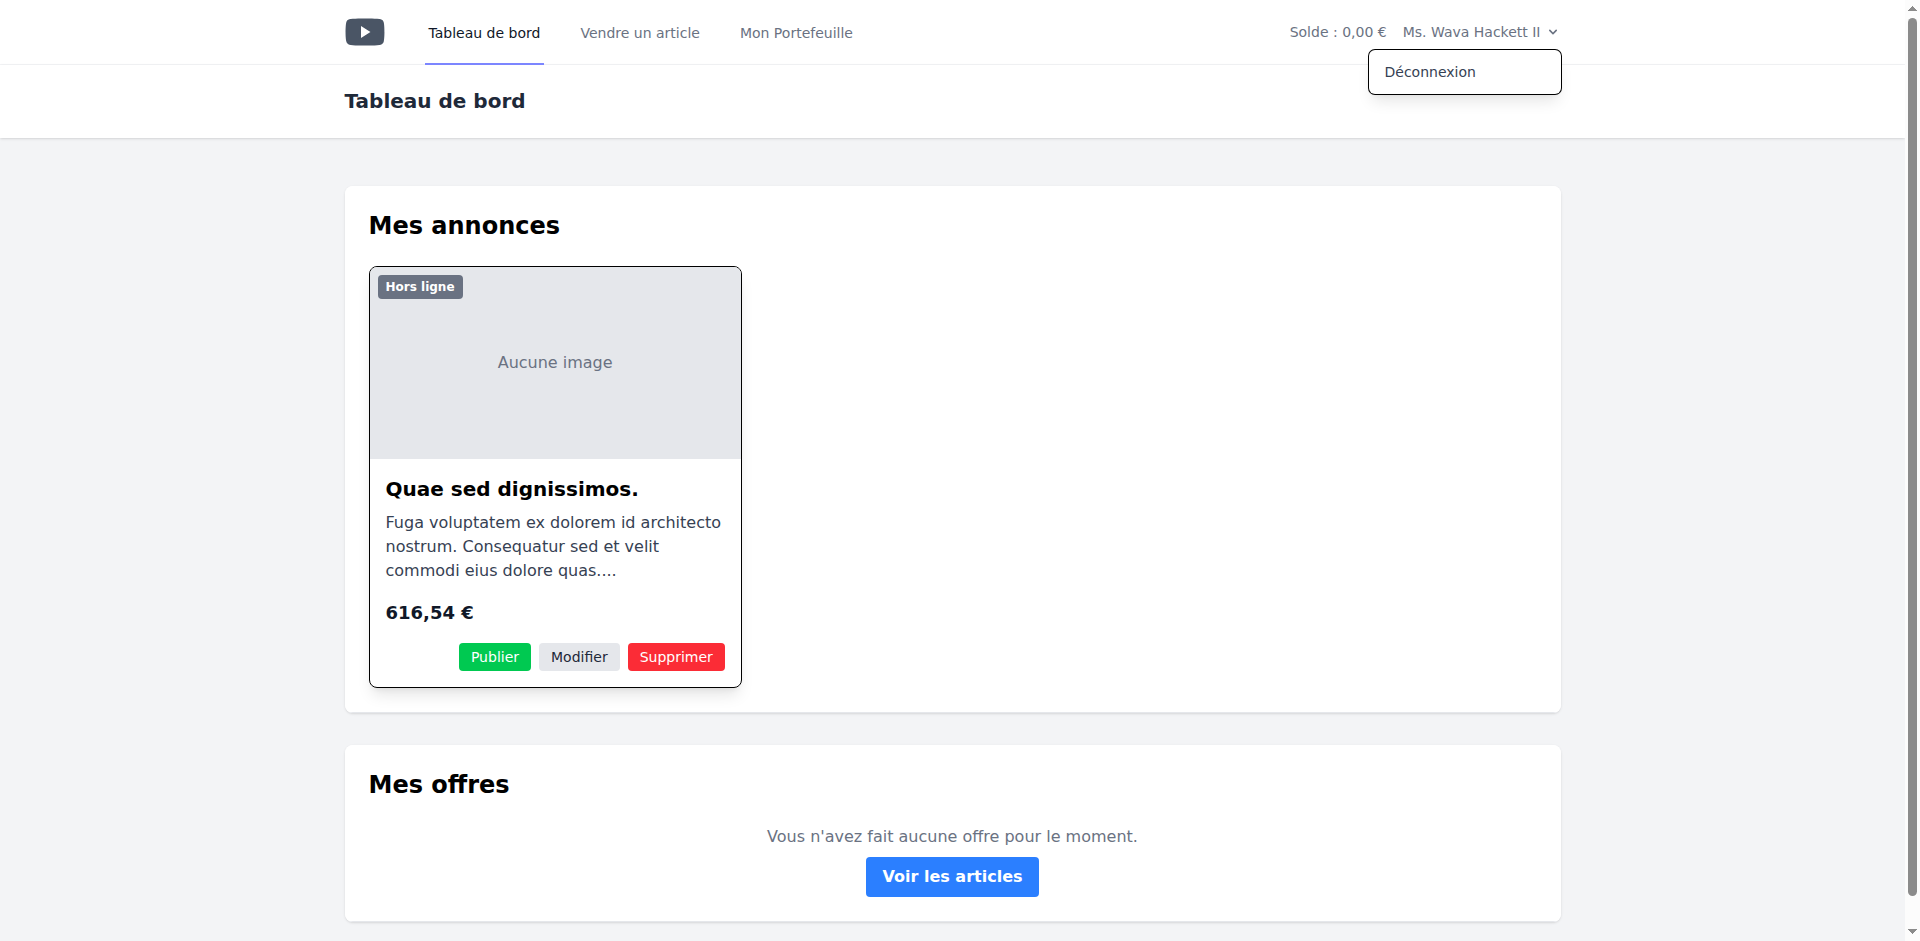 Tableau de bord
Vendre un article
Mon Portefeuille
Solde : 0,00 €
Ms. Wava Hackett II
Déconnexion
Tableau de bord
Mes annonces
Hors ligne
Aucune image
Quae sed dignissimos.
Fuga voluptatem ex dolorem id architecto
nostrum. Consequatur sed et velit
commodi eius dolore quas....
616,54 €
Publier
Modifier
Supprimer
Mes offres
Vous n'avez fait aucune offre pour le moment.
Voir les articles